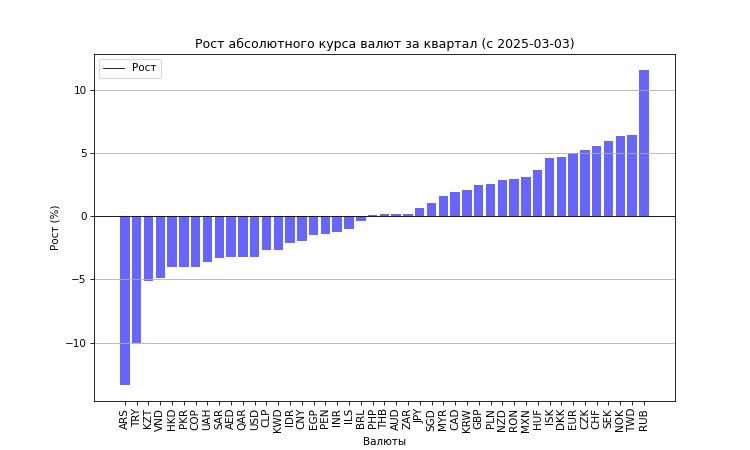 Рост абсолютного курса валют за квартал (с 2025-03-03)
Рост
10
5
0
−5
−10
Рост (%)
ARS TRY KZT VND HKD PKR COP UAH SAR AED QAR USD CLP KWD IDR CNY EGP PEN INR ILS BRL PHP THB AUD ZAR JPY SGD MYR CAD KRW GBP PLN NZD RON MXN HUF ISK DKK EUR CZK CHF SEK NOK TWD RUB
Валюты